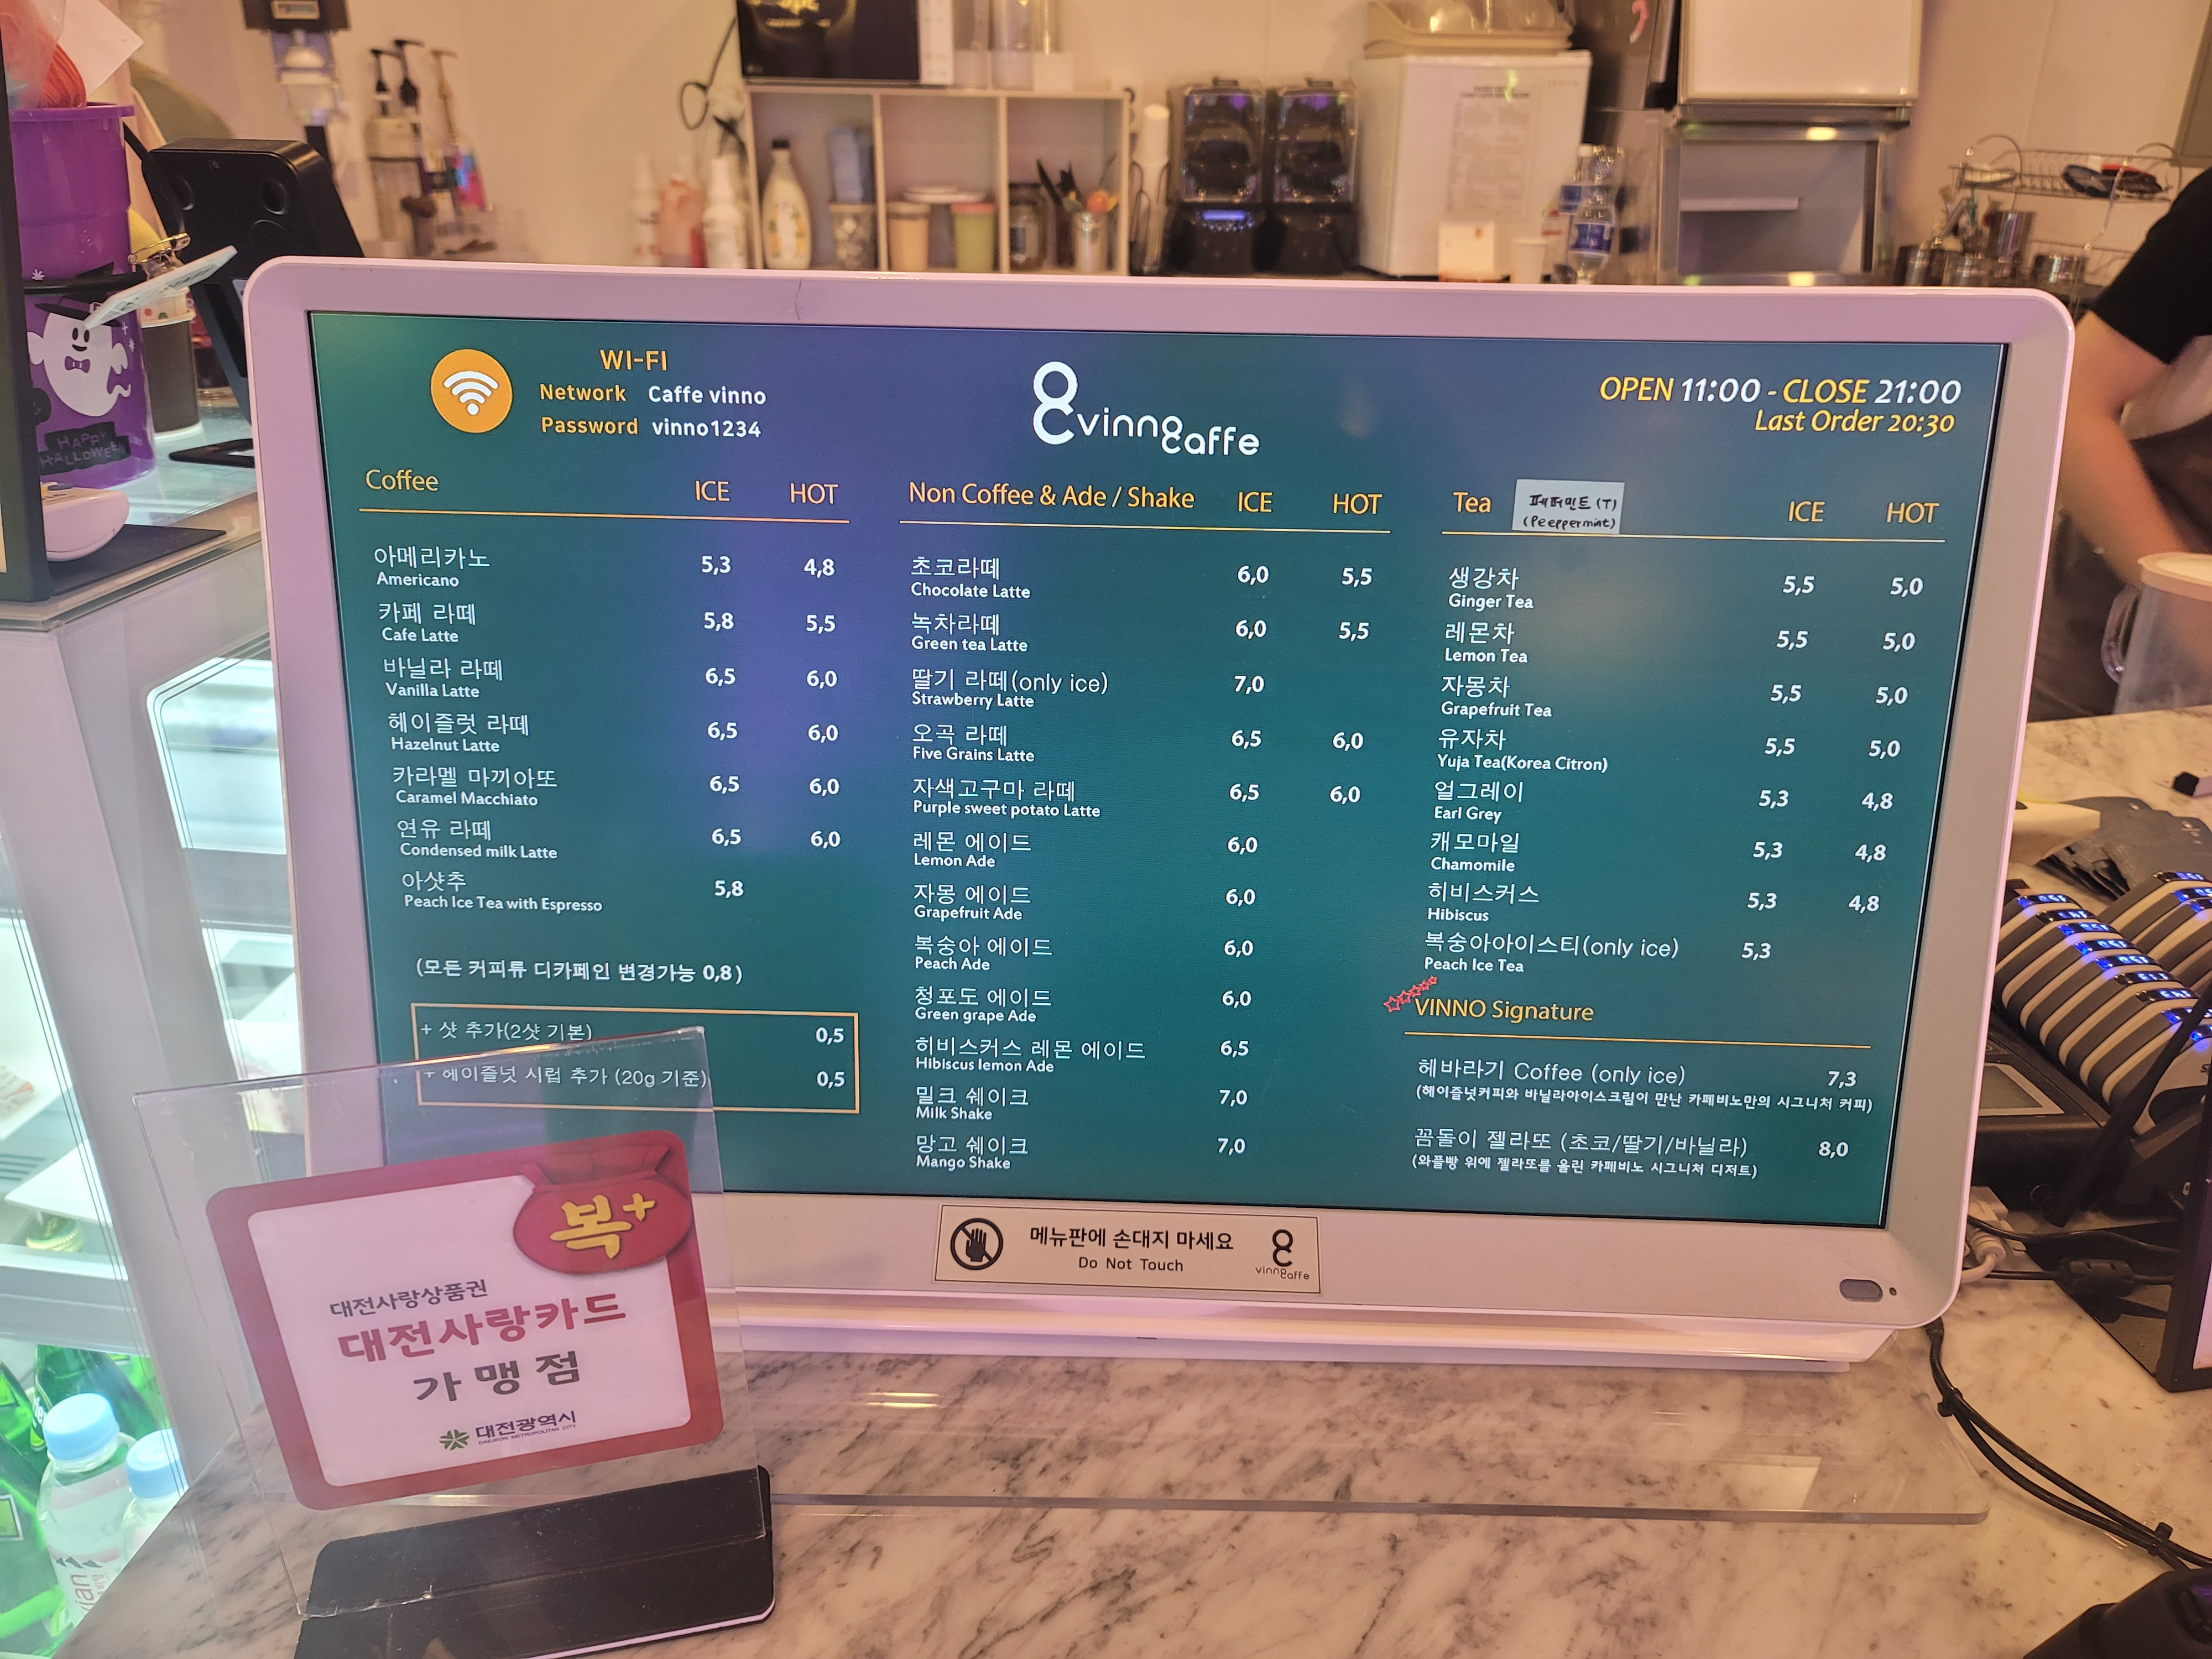 WI-FI
Network Caffe vinno
Password vinno1234
vinno caffe
OPEN 11:00 - CLOSE 21:00
Last Order 20:30
Coffee ICE HOT
아메리카노 5,3 4,8
Americano
카페 라떼 5,8 5,5
Cafe Latte
바닐라 라떼 6,5 6,0
Vanilla Latte
헤이즐럿 라떼 6,5 6,0
Hazelnut Latte
카라멜 마끼아또 6,5 6,0
Caramel Macchiato
연유 라떼 6,5 6,0
Condensed milk Latte
아샷추 5,8
Peach Ice Tea with Espresso
(모든 커피류 디카페인 변경가능 0,8)
+ 샷 추가(2샷 기본) 0,5
+ 헤이즐넛 시럽 추가 (20g 기준) 0,5
Non Coffee & Ade / Shake ICE HOT
초코라떼 6,0 5,5
Chocolate Latte
녹차라떼 6,0 5,5
Green tea Latte
딸기 라떼(only ice) 7,0
Strawberry Latte
오곡 라떼 6,5 6,0
Five Grains Latte
자색고구마 라떼 6,5 6,0
Purple sweet potato Latte
레몬 에이드 6,0
Lemon Ade
자몽 에이드 6,0
Grapefruit Ade
복숭아 에이드 6,0
Peach Ade
청포도 에이드 6,0
Green grape Ade
히비스커스 레몬 에이드 6,5
Hibiscus lemon Ade
밀크 쉐이크 7,0
Milk Shake
망고 쉐이크 7,0
Mango Shake
Tea ICE HOT
페퍼민트 (T)
(Peeppermint)
생강차 5,5 5,0
Ginger Tea
레몬차 5,5 5,0
Lemon Tea
자몽차 5,5 5,0
Grapefruit Tea
유자차 5,5 5,0
Yuja Tea(Korea Citron)
얼그레이 5,3 4,8
Earl Grey
캐모마일 5,3 4,8
Chamomile
히비스커스 5,3 4,8
Hibiscus
복숭아아이스티(only ice) 5,3
Peach Ice Tea
VINNO Signature
헤바라기 Coffee (only ice) 7,3
(헤이즐넛커피와 바닐라아이스크림이 만난 카페비노만의 시그니처 커피)
꿈돌이 젤라또 (초코/딸기/바닐라) 8,0
(와플빵 위에 젤라또를 올린 카페비노 시그니처 디저트)
메뉴판에 손대지 마세요
Do Not Touch
vinno caffe
복+
대전사랑상품권
대전사랑카드
가맹점
대전광역시
DAEJEON METROPOLITAN CITY
HAPPY
HALLOWEEN